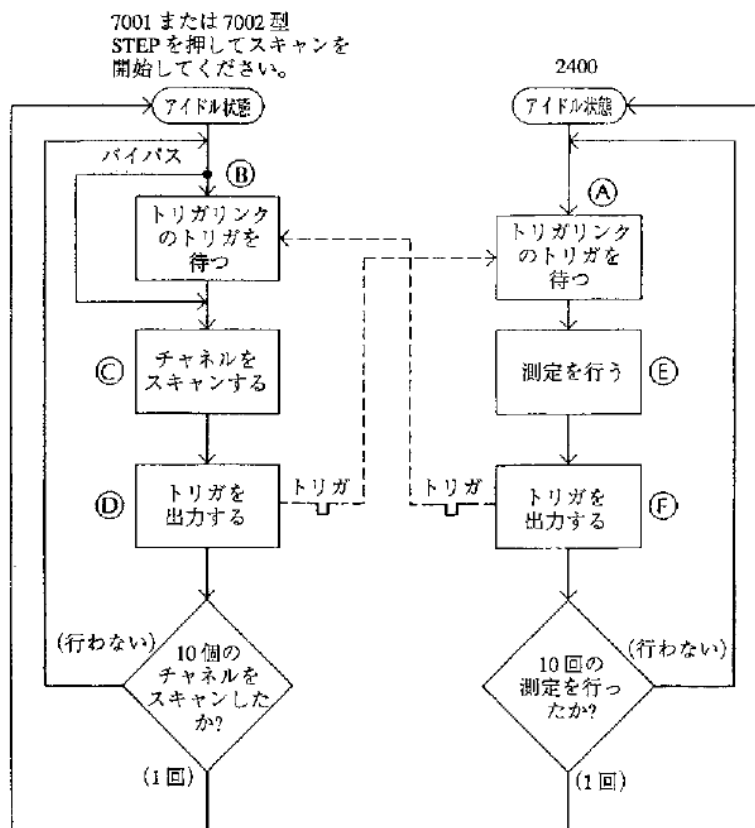 7001 または 7002 型
STEP を押してスキャンを
開始してください。
アイドル状態
バイパス
Ⓑ
トリガリンク
のトリガを
待つ
Ⓒ
チャネルを
スキャンする
Ⓓ
トリガを
出力する
トリガ
(行わない)
10 個の
チャネルを
スキャンした
か?
(1 回)
2400
アイドル状態
Ⓐ
トリガリンク
のトリガを
待つ
測定を行う
Ⓔ
トリガ
トリガを
出力する
Ⓕ
(行わない)
10 回の
測定を行っ
たか?
(1 回)